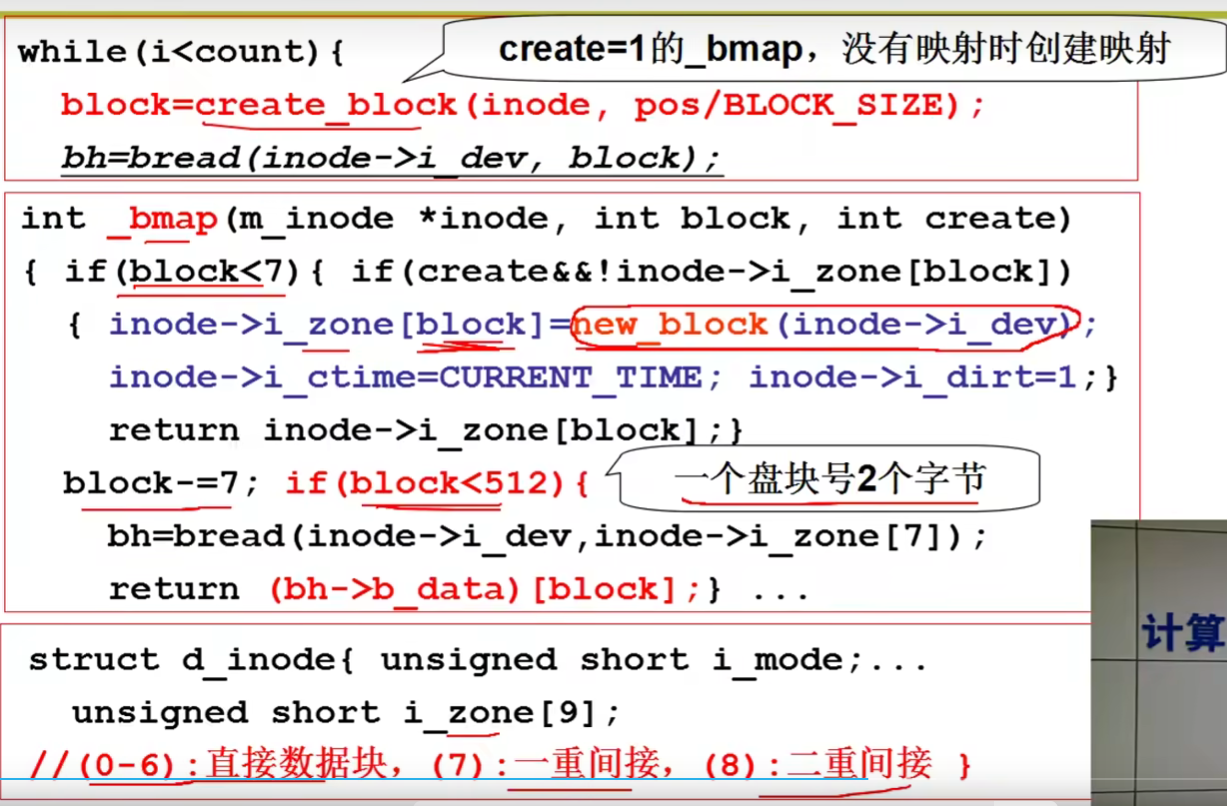 while(i<count){
create=1的_bmap，没有映射时创建映射
block=create_block(inode, pos/BLOCK_SIZE);
bh=bread(inode->i_dev, block);
int _bmap(m_inode *inode, int block, int create)
{ if(block<7){ if(create&&!inode->i_zone[block])
{ inode->i_zone[block]=new_block(inode->i_dev);
inode->i_ctime=CURRENT_TIME; inode->i_dirt=1;}
return inode->i_zone[block];}
block-=7; if(block<512){
一个盘块号2个字节
bh=bread(inode->i_dev,inode->i_zone[7]);
return (bh->b_data)[block];} ...
struct d_inode{ unsigned short i_mode;...
unsigned short i_zone[9];
//(0-6):直接数据块，(7):一重间接，(8):二重间接 }
计算